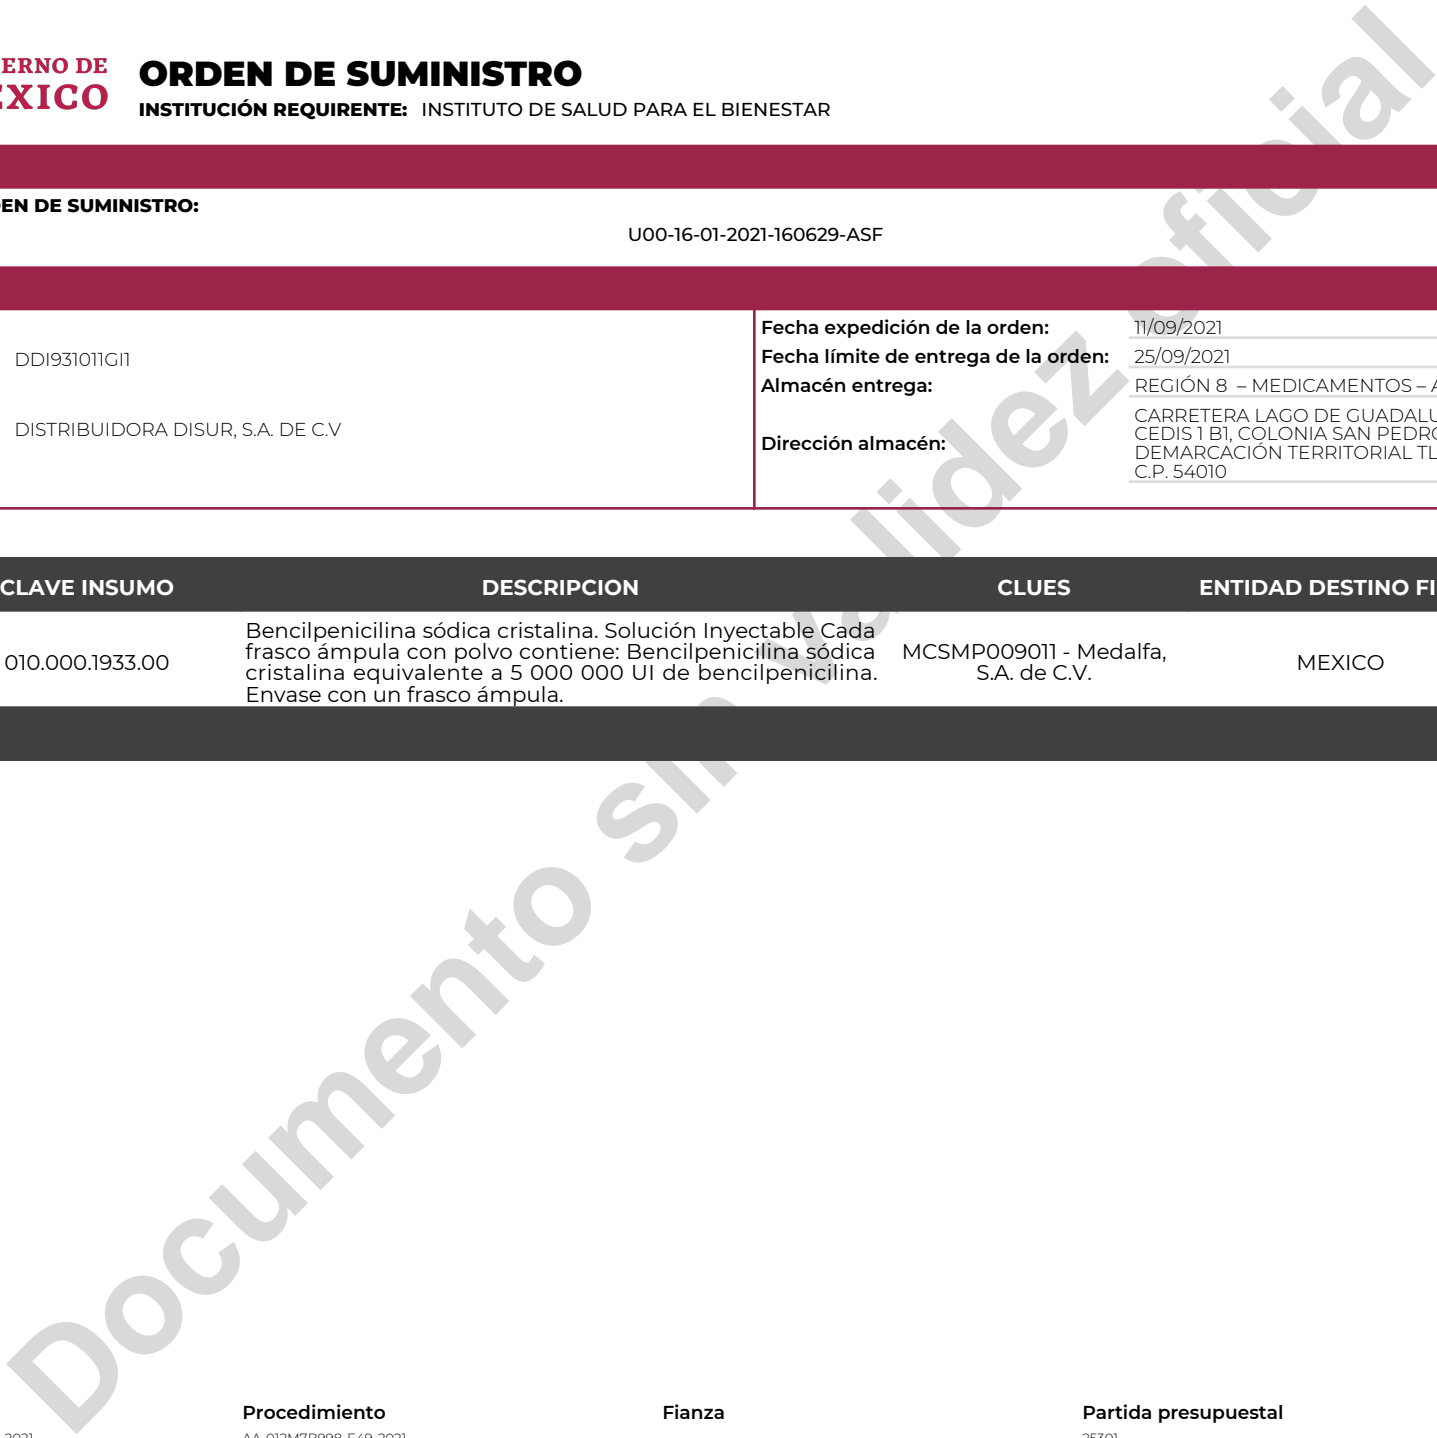 ERNO DE
EXICO
ORDEN DE SUMINISTRO
INSTITUCIÓN REQUIRENTE: INSTITUTO DE SALUD PARA EL BIENESTAR
EN DE SUMINISTRO:
U00-16-01-2021-160629-ASF
DDI931011GI1
DISTRIBUIDORA DISUR, S.A. DE C.V
Fecha expedición de la orden: 11/09/2021
Fecha límite de entrega de la orden: 25/09/2021
Almacén entrega: REGIÓN 8 – MEDICAMENTOS – A
Dirección almacén:
CARRETERA LAGO DE GUADALU
CEDIS 1 B1, COLONIA SAN PEDRO
DEMARCACIÓN TERRITORIAL TL
C.P. 54010
CLAVE INSUMO DESCRIPCION CLUES ENTIDAD DESTINO FI
010.000.1933.00
Bencilpenicilina sódica cristalina. Solución Inyectable Cada
frasco ámpula con polvo contiene: Bencilpenicilina sódica
cristalina equivalente a 5 000 000 UI de bencilpenicilina.
Envase con un frasco ámpula.
MCSMP009011 - Medalfa,
S.A. de C.V.
MEXICO
Documento sin validez oficial
Procedimiento Fianza Partida presupuestal